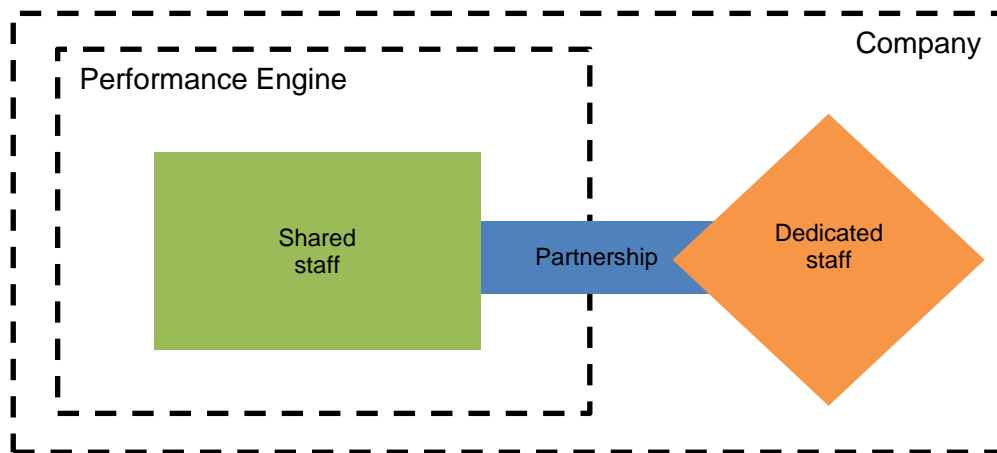 Company
Performance Engine
Shared
staff
Partnership
Dedicated
staff